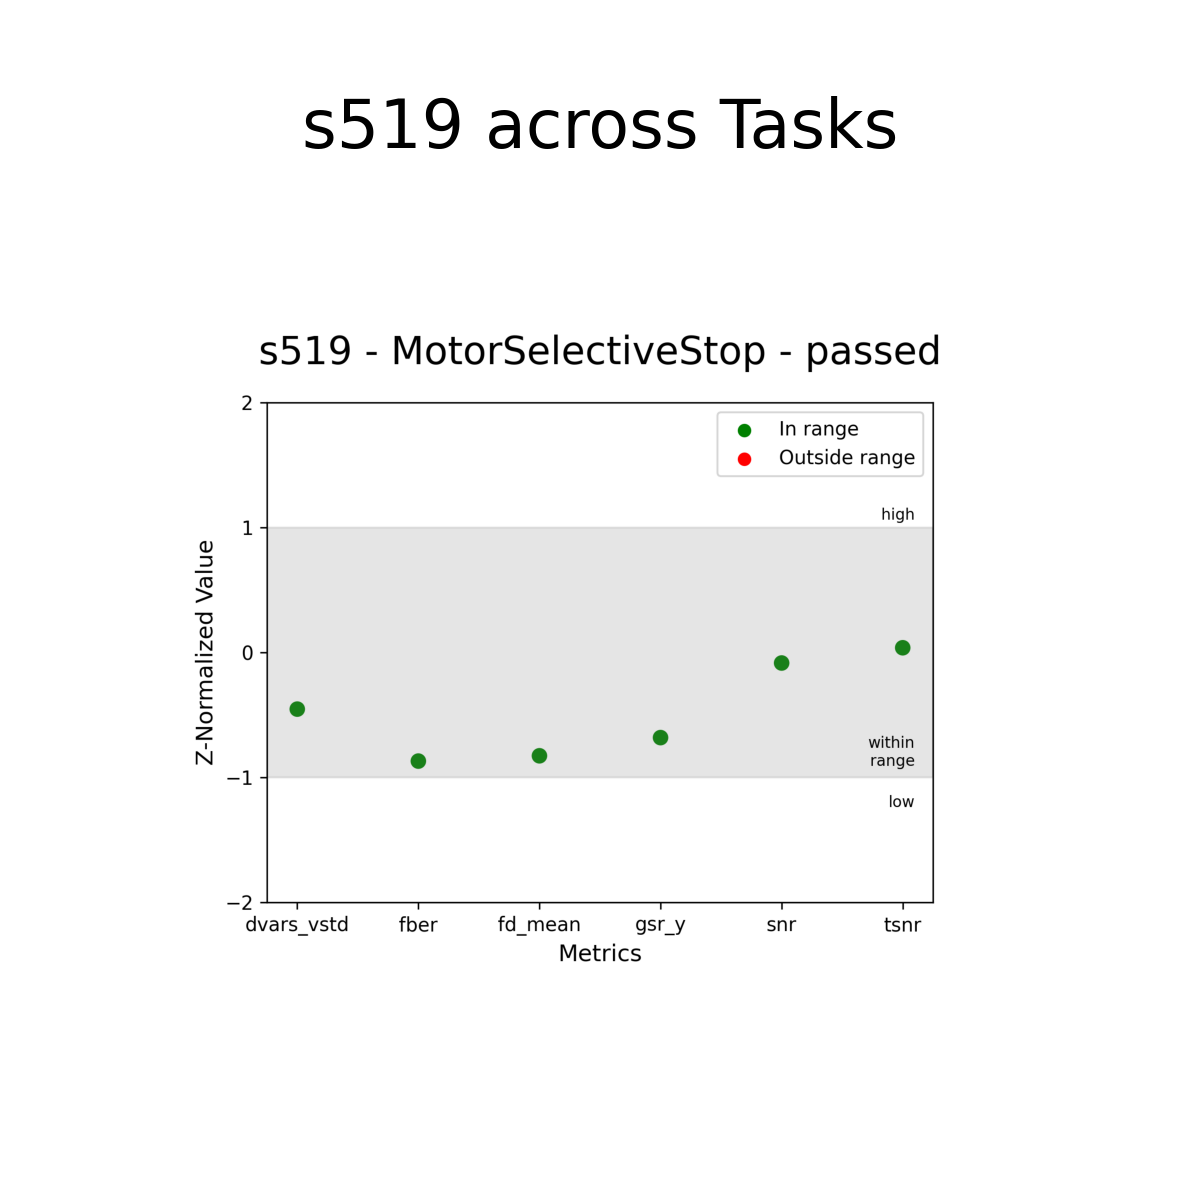 s519 across Tasks
s519 - MotorSelectiveStop - passed
2
In range
Outside range
high
1
Z-Normalized Value
0
within
range
−1
low
−2
dvars_vstd fber fd_mean gsr_y snr tsnr
Metrics